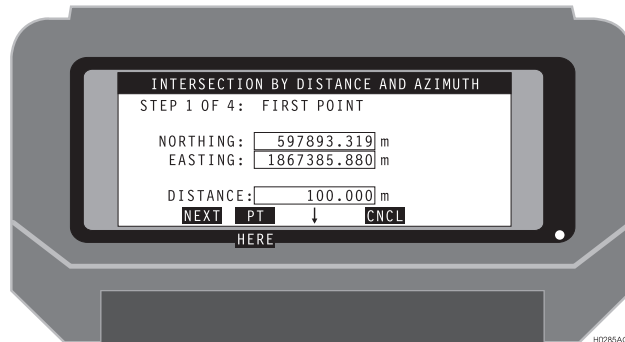 INTERSECTION BY DISTANCE AND AZIMUTH
STEP 1 OF 4: FIRST POINT
NORTHING: 597893.319 m
EASTING: 1867385.880 m
DISTANCE: 100.000 m
NEXT PT ↓ CNCL
HERE
H0285AC